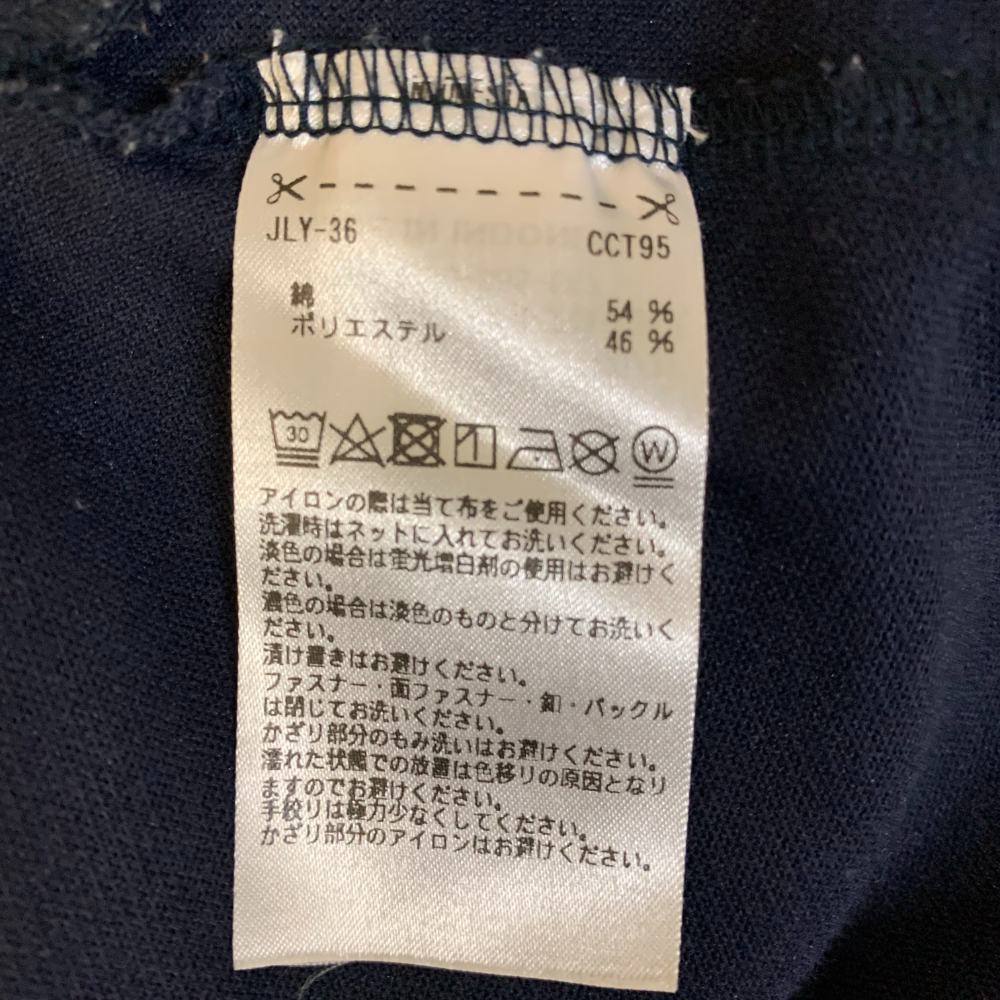 JLY-36 CCT95
綿 54 %
ポリエステル 46 %
30 W
アイロンの際は当て布をご使用ください。
洗濯時はネットに入れてお洗いください。
淡色の場合は蛍光増白剤の使用はお避けく
ださい。
濃色の場合は淡色のものと分けてお洗いく
ださい。
漬け置きはお避けください。
ファスナー・面ファスナー・釦・バックル
は閉じてお洗いください。
かざり部分のもみ洗いはお避けください。
濡れた状態での放置は色移りの原因となり
ますのでお避けください。
手絞りは極力少なくしてください。
かざり部分のアイロンはお避けください。